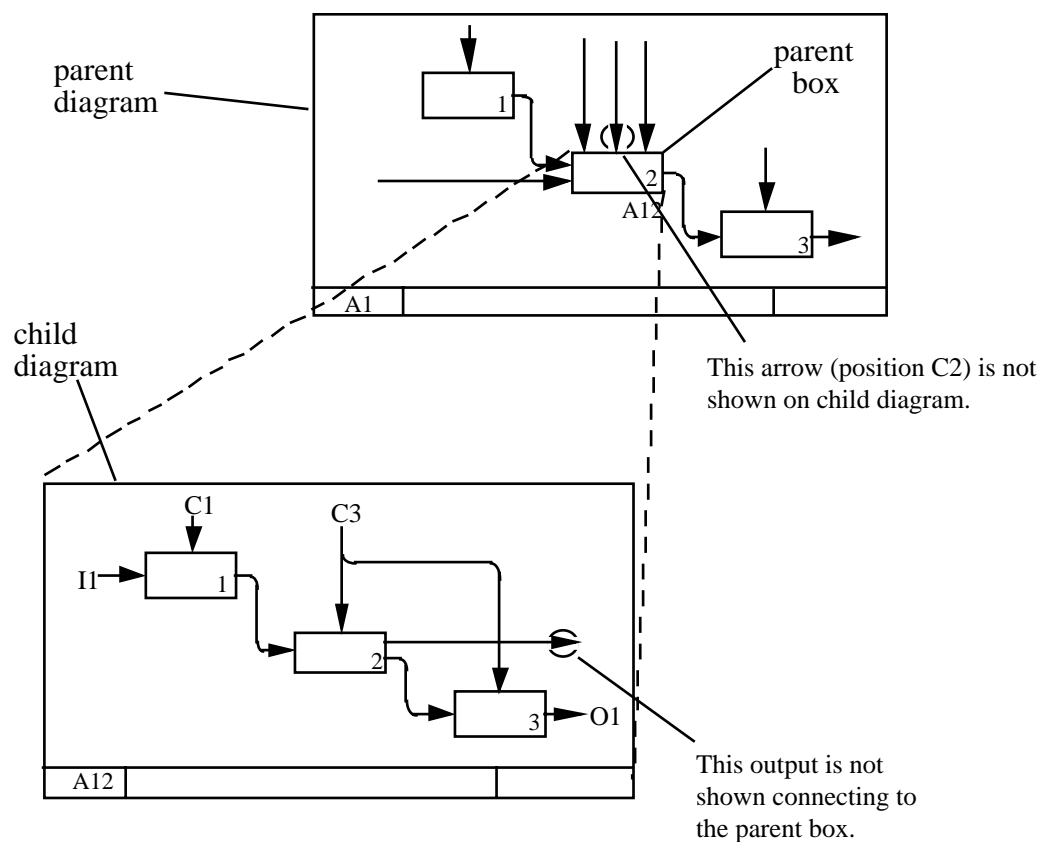 parent
diagram
parent
box
1
2
A12
3
A1
This arrow (position C2) is not
shown on child diagram.
child
diagram
C1
C3
I1
1
2
3
O1
A12
This output is not
shown connecting to
the parent box.